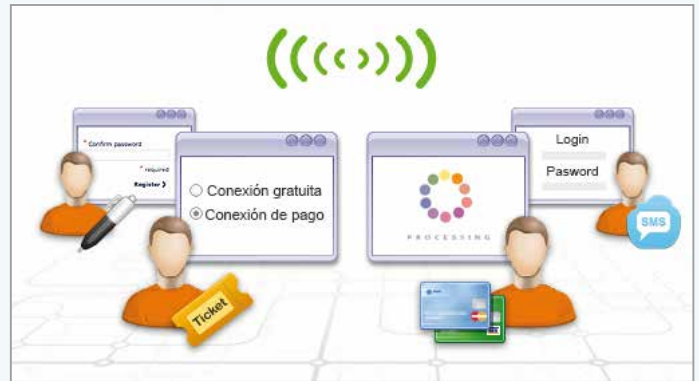 * Confirm password
* required
Register ❯
Conexión gratuita
Conexión de pago
Ticket
PROCESSING
Login
Pasword
SMS